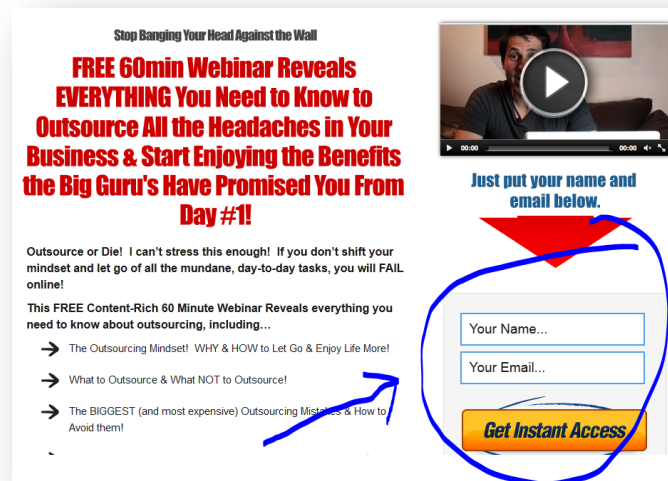 Stop Banging Your Head Against the Wall
FREE 60min Webinar Reveals
EVERYTHING You Need to Know to
Outsource All the Headaches in Your
Business & Start Enjoying the Benefits
the Big Guru's Have Promised You From
Day #1!
Outsource or Die! I can't stress this enough! If you don't shift your
mindset and let go of all the mundane, day-to-day tasks, you will FAIL
online!
This FREE Content-Rich 60 Minute Webinar Reveals everything you
need to know about outsourcing, including…
The Outsourcing Mindset! WHY & HOW to Let Go & Enjoy Life More!
What to Outsource & What NOT to Outsource!
The BIGGEST (and most expensive) Outsourcing Mistakes & How to
Avoid them!
00:00 00:00
Just put your name and
email below.
Your Name...
Your Email...
Get Instant Access